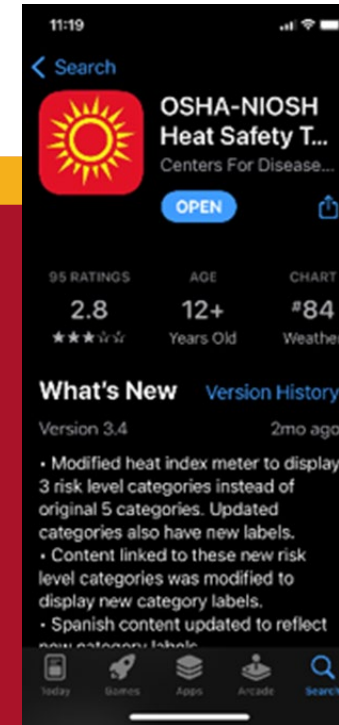 11:19
Search
OSHA-NIOSH
Heat Safety T...
Centers For Disease...
OPEN
95 RATINGS
AGE
CHART
2.8
12+
#84
★★★☆☆
Years Old
Weather
What's New
Version History
Version 3.4
2mo ago
• Modified heat index meter to display
3 risk level categories instead of
original 5 categories. Updated
categories also have new labels.
• Content linked to these new risk
level categories was modified to
display new category labels.
• Spanish content updated to reflect
new category labels
Today
Games
Apps
Arcade
Search